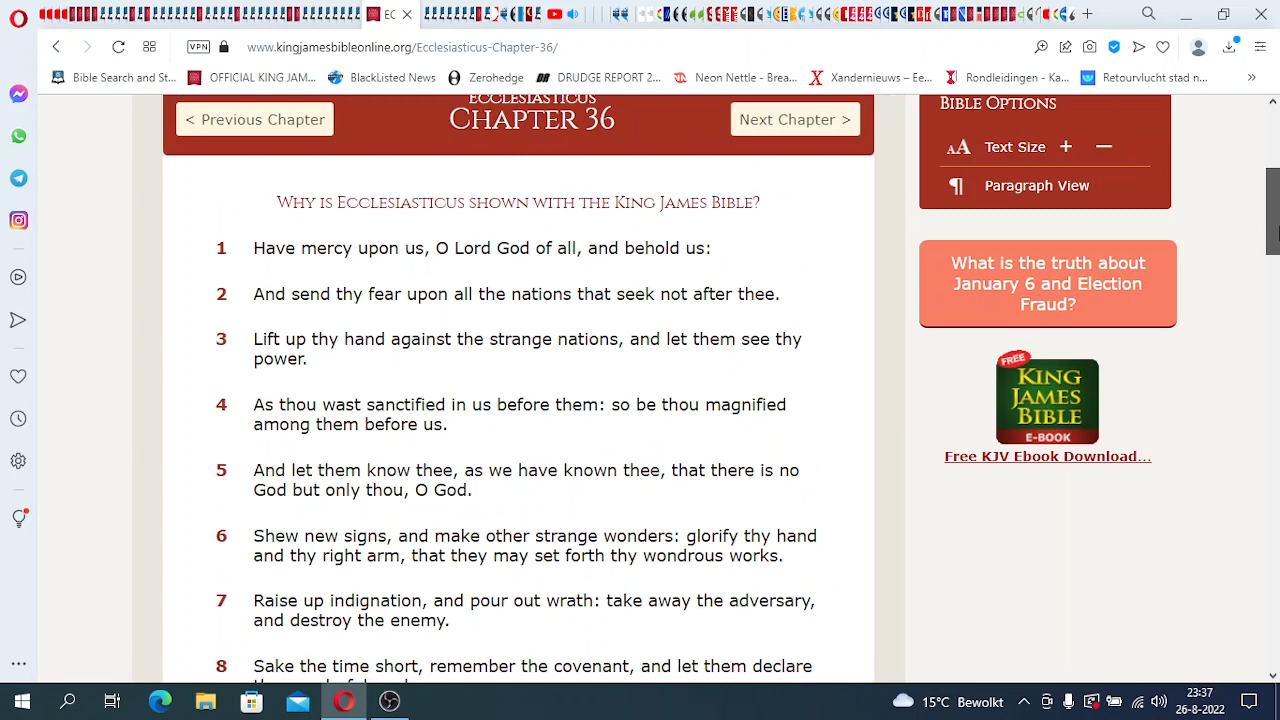 EC
VPN
www.kingjamesbibleonline.org/Ecclesiasticus-Chapter-36/
Bible Search and St...
OFFICIAL KING JAM...
BlackListed News
Zerohedge
DR
DRUDGE REPORT 2...
Neon Nettle - Brea...
X
Xandernieuws – Ee...
Rondleidingen - Ka...
Retourvlucht stad n...
»
ECCLESIASTICUS
< Previous Chapter
CHAPTER 36
Next Chapter >
BIBLE OPTIONS
AA Text Size + —
¶ Paragraph View
WHY IS ECCLESIASTICUS SHOWN WITH THE KING JAMES BIBLE?
1 Have mercy upon us, O Lord God of all, and behold us:
2 And send thy fear upon all the nations that seek not after thee.
3 Lift up thy hand against the strange nations, and let them see thy
power.
4 As thou wast sanctified in us before them: so be thou magnified
among them before us.
5 And let them know thee, as we have known thee, that there is no
God but only thou, O God.
6 Shew new signs, and make other strange wonders: glorify thy hand
and thy right arm, that they may set forth thy wondrous works.
7 Raise up indignation, and pour out wrath: take away the adversary,
and destroy the enemy.
8 Sake the time short, remember the covenant, and let them declare
What is the truth about
January 6 and Election
Fraud?
FREE
KING
JAMES
BIBLE
E-BOOK
Free KJV Ebook Download...
15°C Bewolkt
23:37
26-8-2022